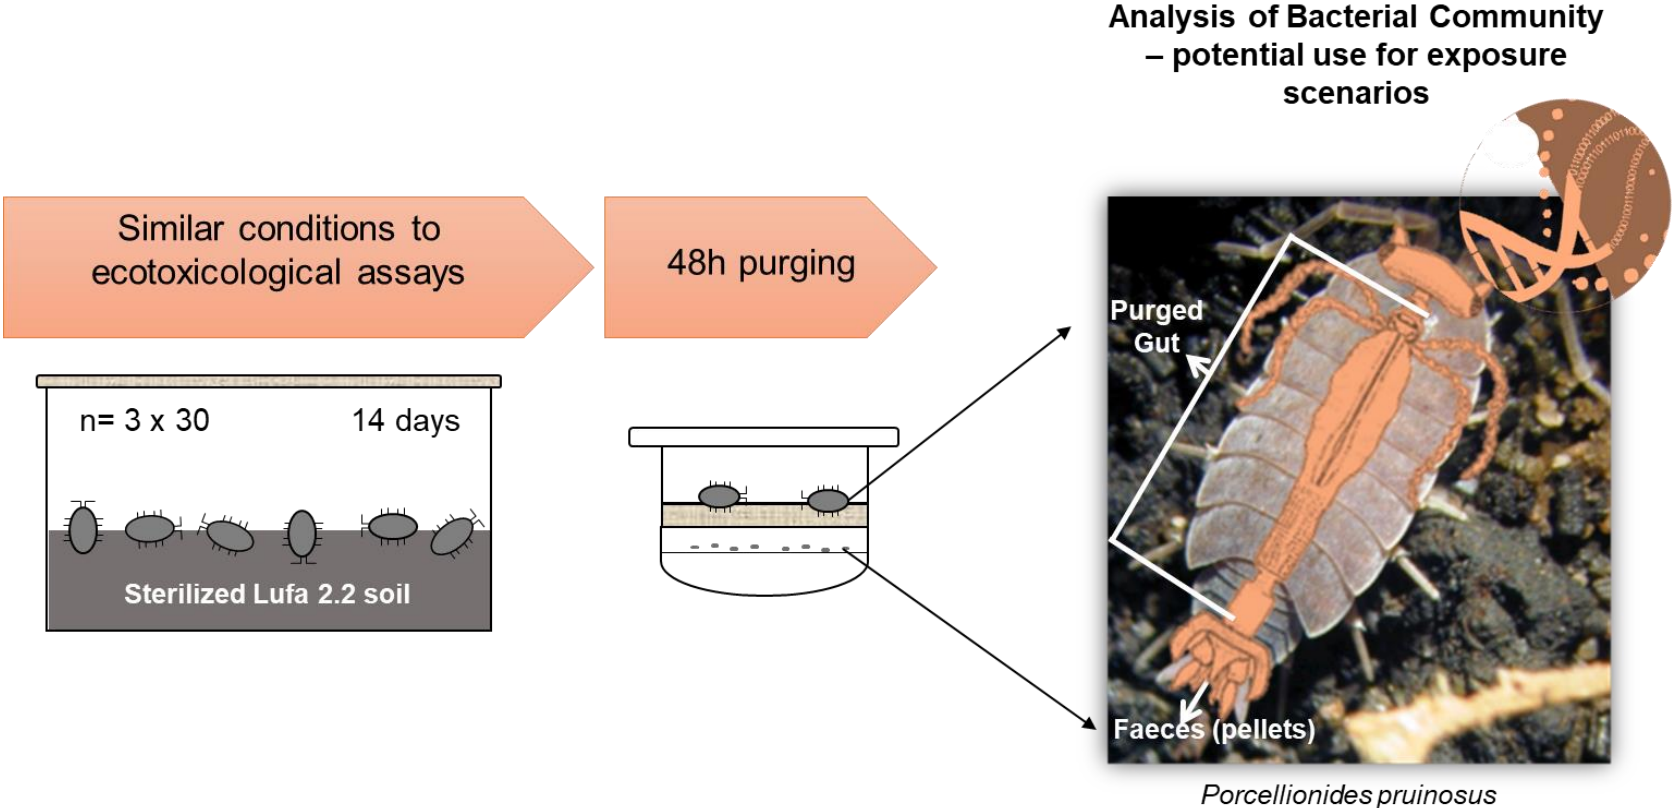 Analysis of Bacterial Community
– potential use for exposure
scenarios
Similar conditions to
ecotoxicological assays
48h purging
n= 3 x 30
14 days
Sterilized Lufa 2.2 soil
Purged
Gut
Faeces (pellets)
Porcellionides pruinosus